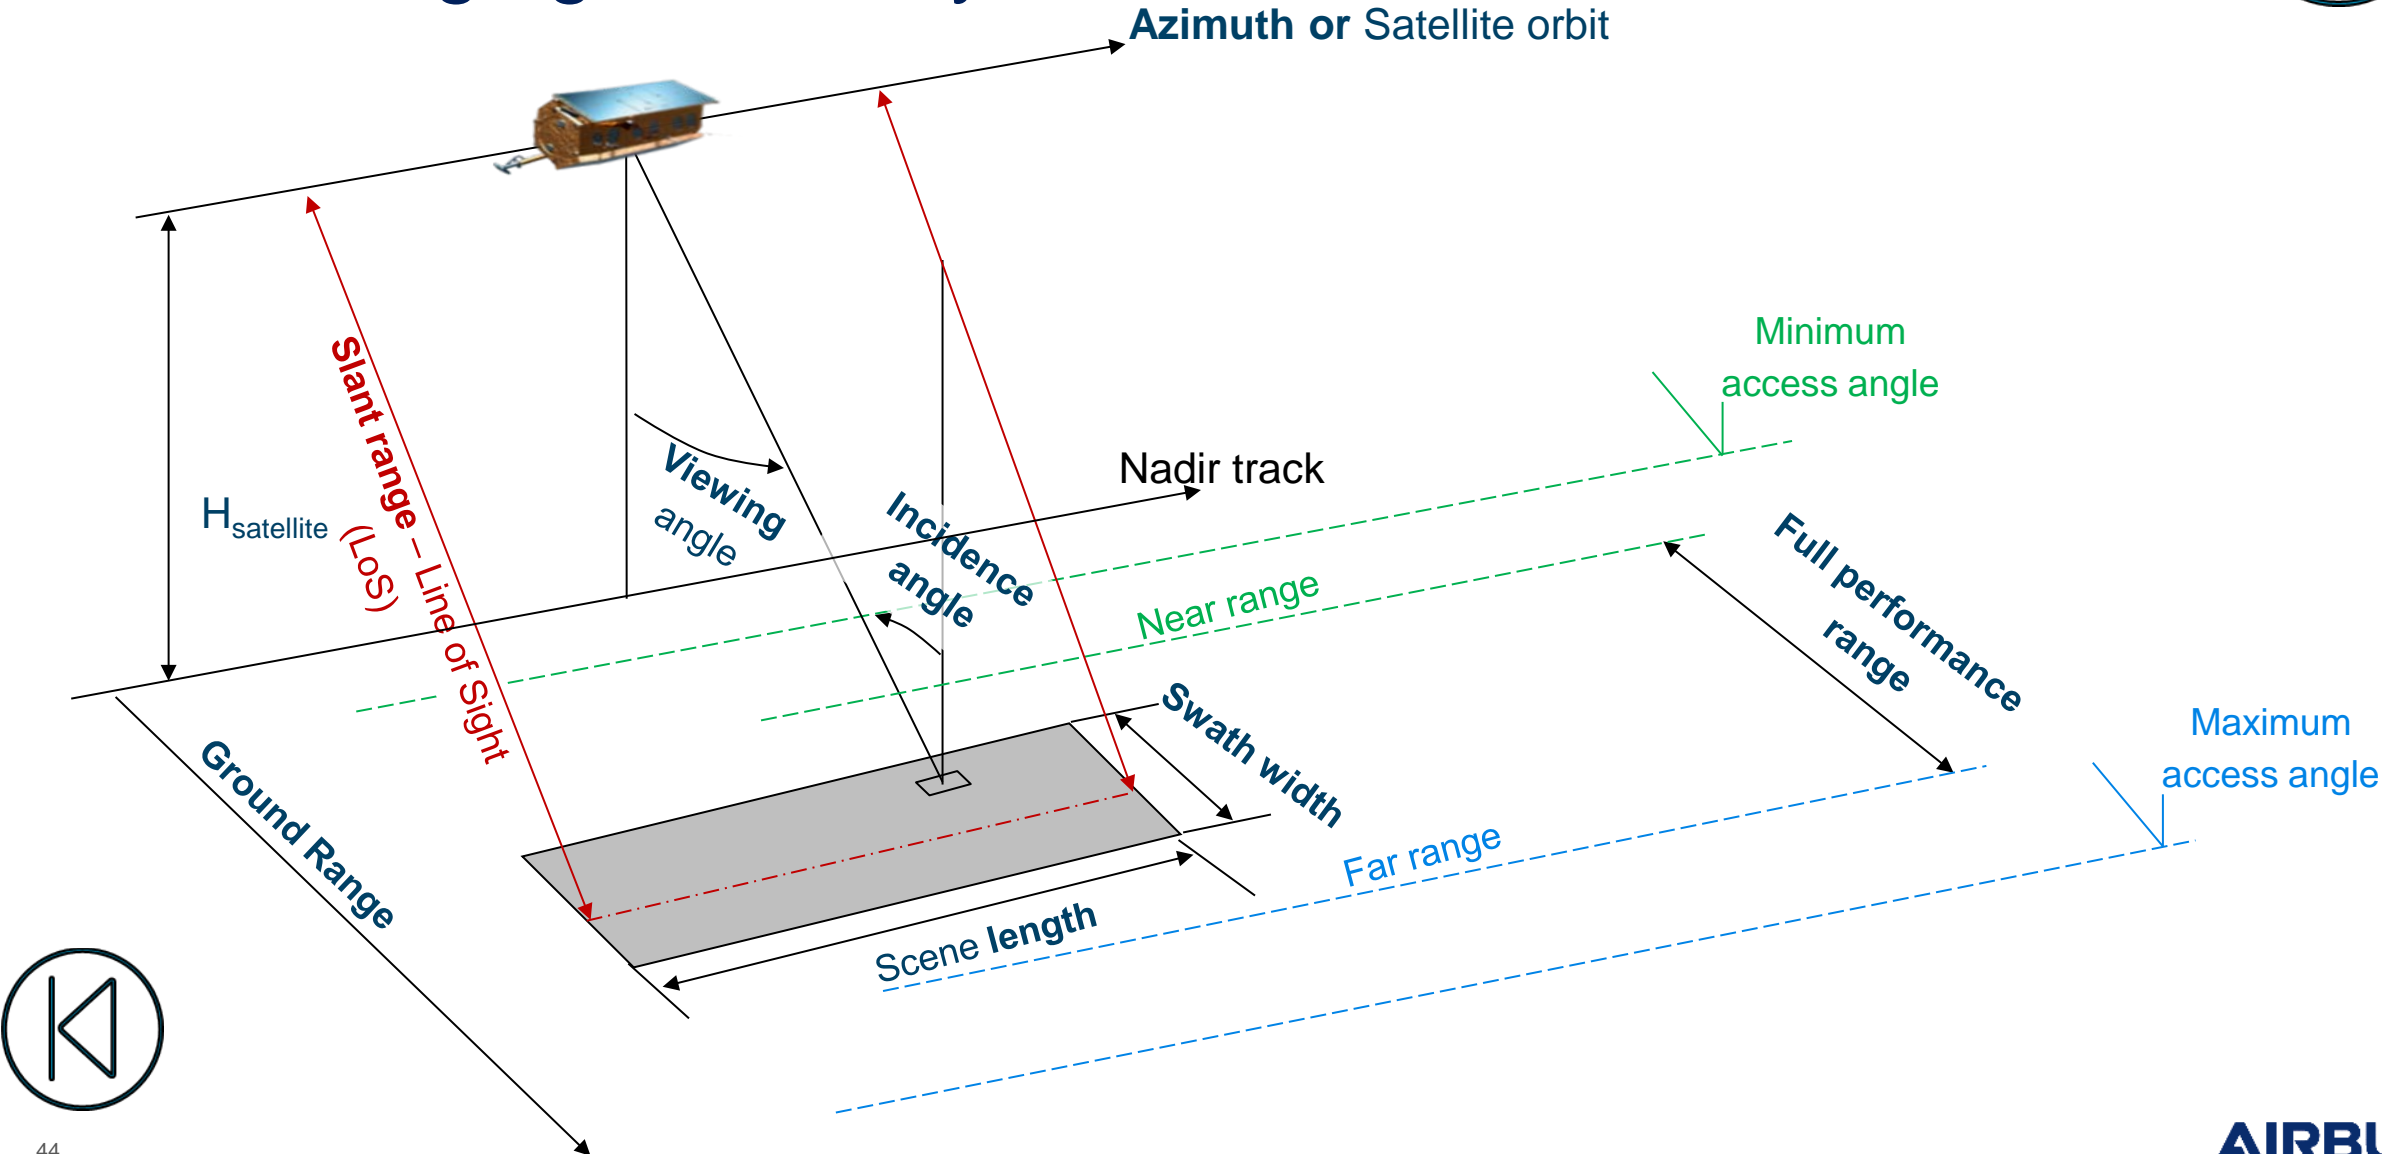 Azimuth or Satellite orbit
Minimum
access angle
Slant range – Line of Sight
(LoS)
Viewing
angle
Nadir track
Incidence
angle
Hsatellite
Near range
Full performance
range
Swath width
Maximum
access angle
Ground Range
Far range
Scene length
44